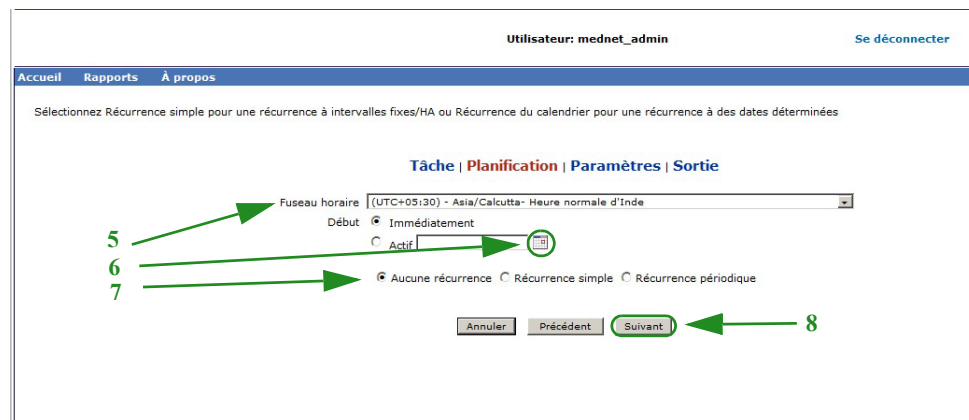 Utilisateur: mednet_admin Se déconnecter
Accueil Rapports À propos
Sélectionnez Récurrence simple pour une récurrence à intervalles fixes/HA ou Récurrence du calendrier pour une récurrence à des dates déterminées
Tâche | Planification | Paramètres | Sortie
Fuseau horaire (UTC+05:30) - Asia/Calcutta- Heure normale d'Inde
Début Immédiatement
5
Actif
6
7
Aucune récurrence Récurrence simple Récurrence périodique
Annuler Précédent Suivant 8